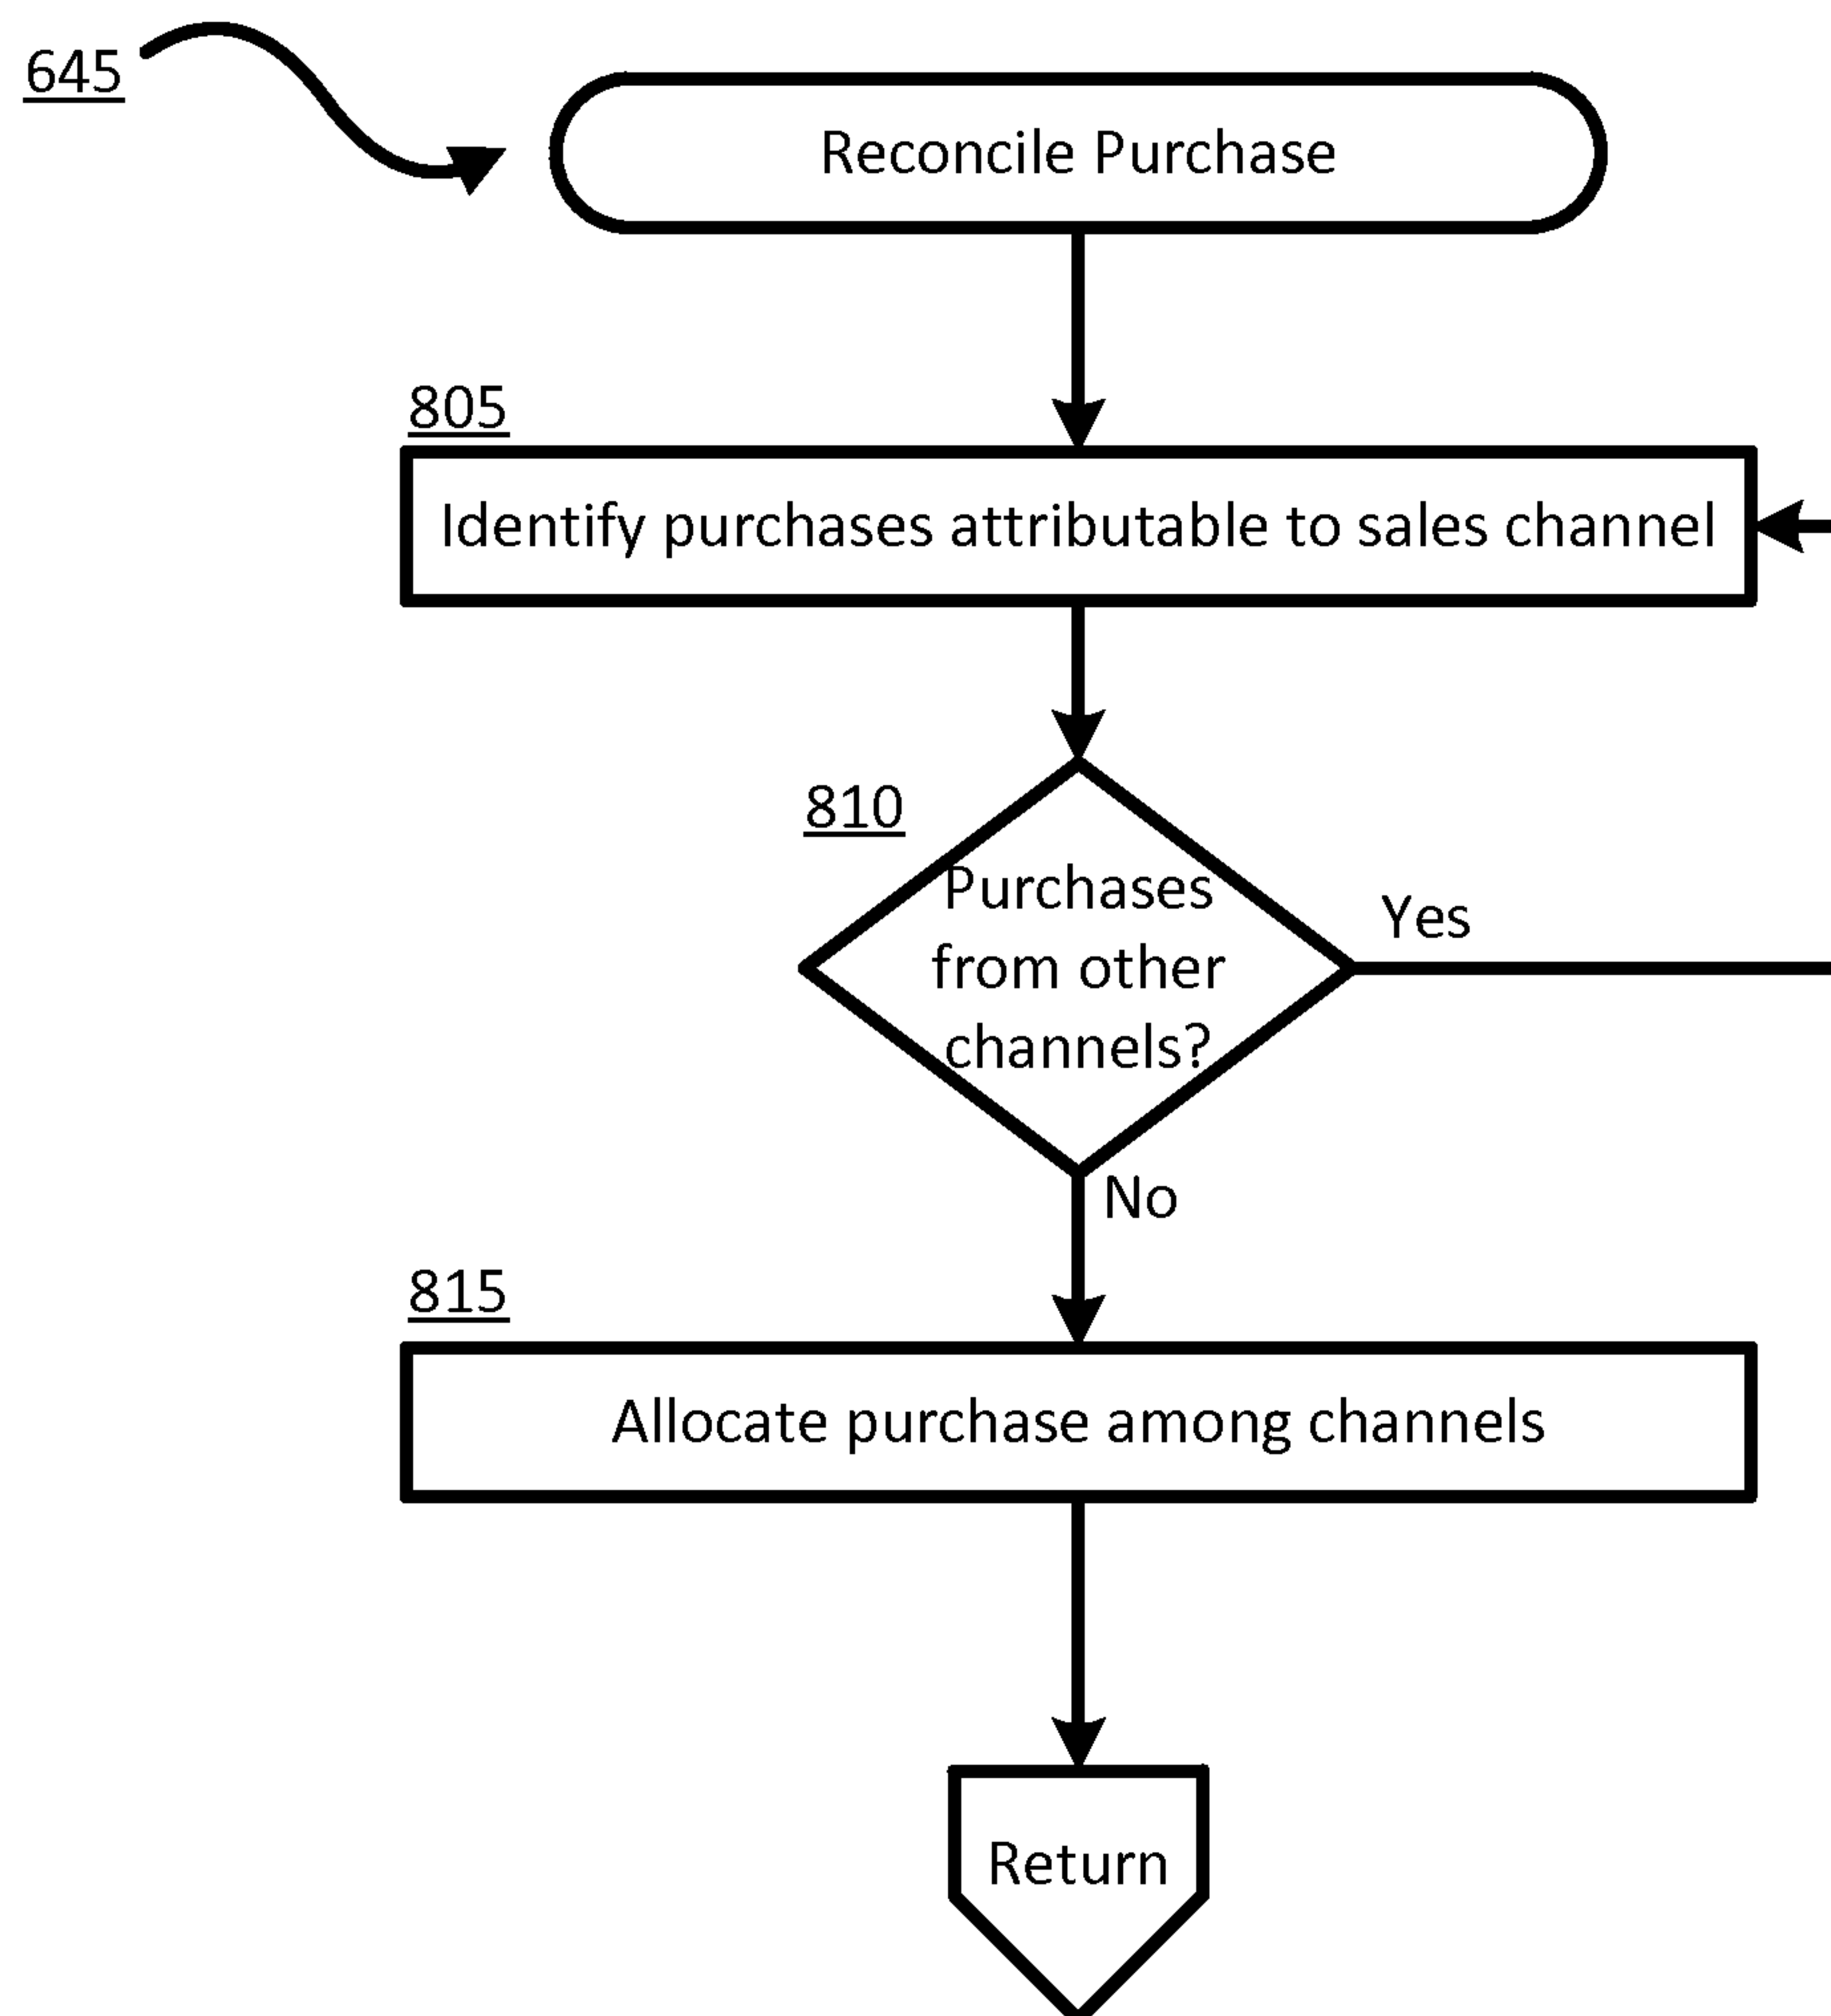 645
Reconcile Purchase
805
Identify purchases attributable to sales channel
810
Purchases
from other
channels?
Yes
No
815
Allocate purchase among channels
Return